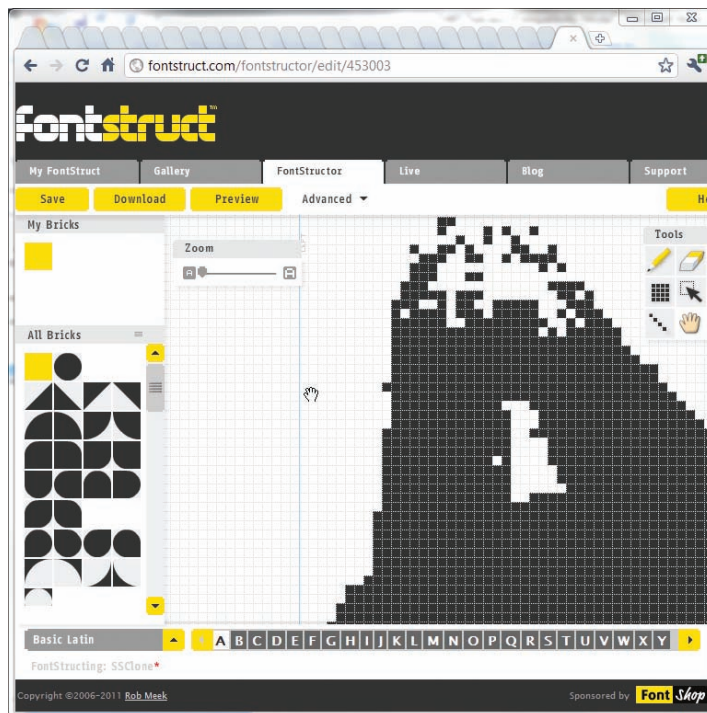 fontstruct.com/fontstructor/edit/453003
fontstruct™
My FontStruct Gallery FontStructor Live Blog Support
Save Download Preview Advanced
My Bricks
Zoom
Tools
All Bricks
Basic Latin A B C D E F G H I J K L M N O P Q R S T U V W X Y
FontStructing: SSClone*
Copyright ©2006-2011 Rob Meek Sponsored by Font Shop